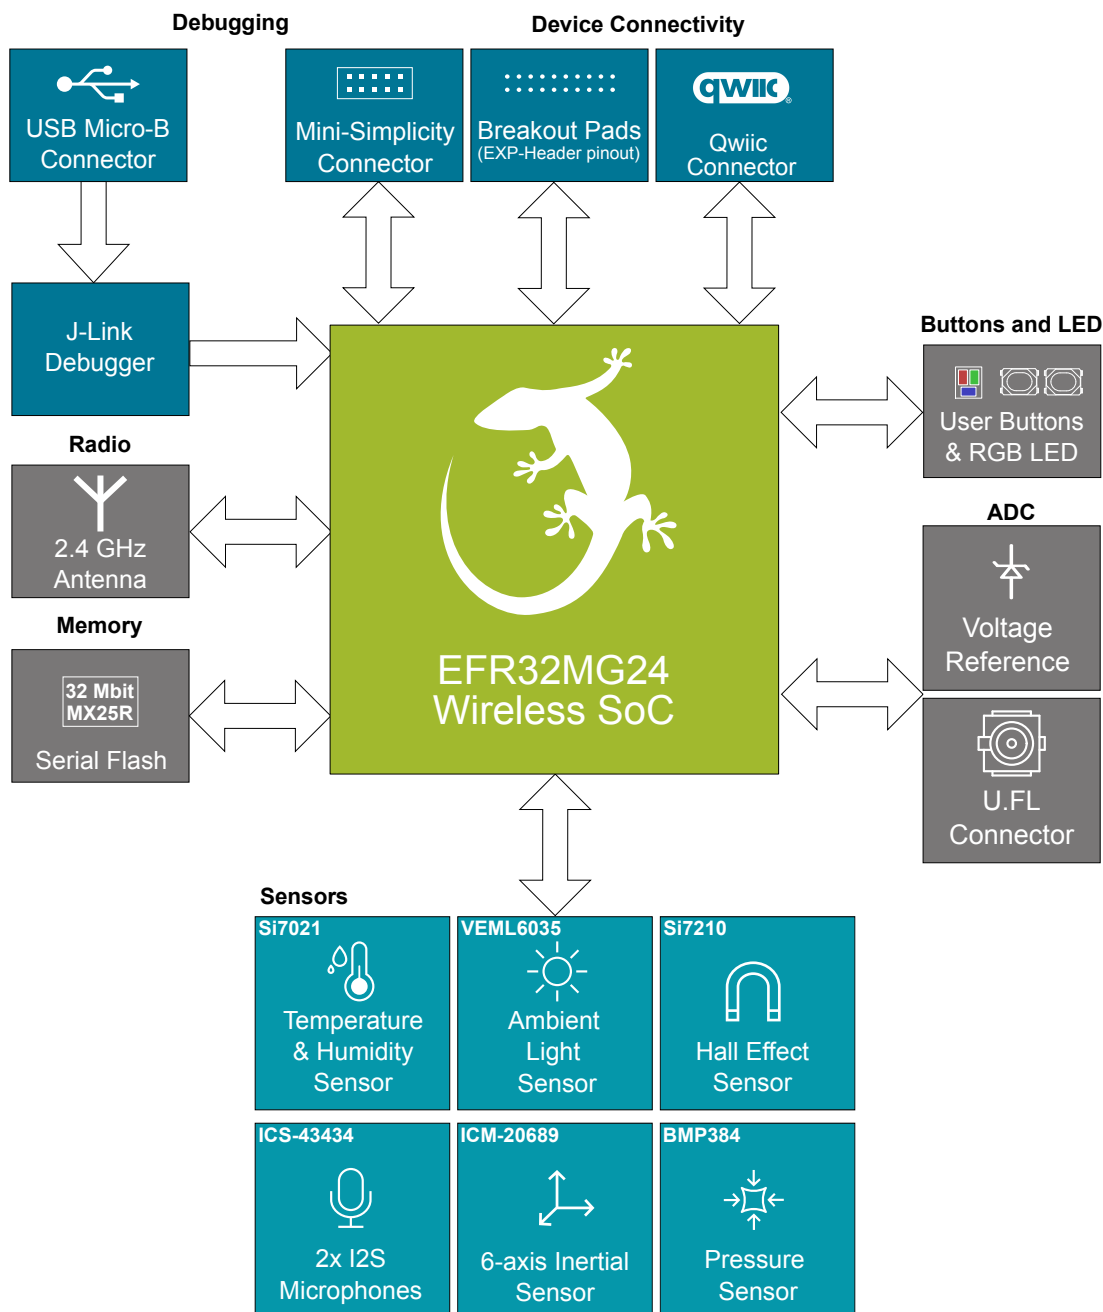 Debugging
Device Connectivity
USB Micro-B
Connector
Mini-Simplicity
Connector
Breakout Pads
(EXP-Header pinout)
qwiic
Qwiic
Connector
J-Link
Debugger
Buttons and LED
User Buttons
& RGB LED
Radio
2.4 GHz
Antenna
ADC
Voltage
Reference
Memory
32 Mbit
MX25R
Serial Flash
EFR32MG24
Wireless SoC
U.FL
Connector
Sensors
Si7021
Temperature
& Humidity
Sensor
VEML6035
Ambient
Light
Sensor
Si7210
Hall Effect
Sensor
ICS-43434
2x I2S
Microphones
ICM-20689
6-axis Inertial
Sensor
BMP384
Pressure
Sensor